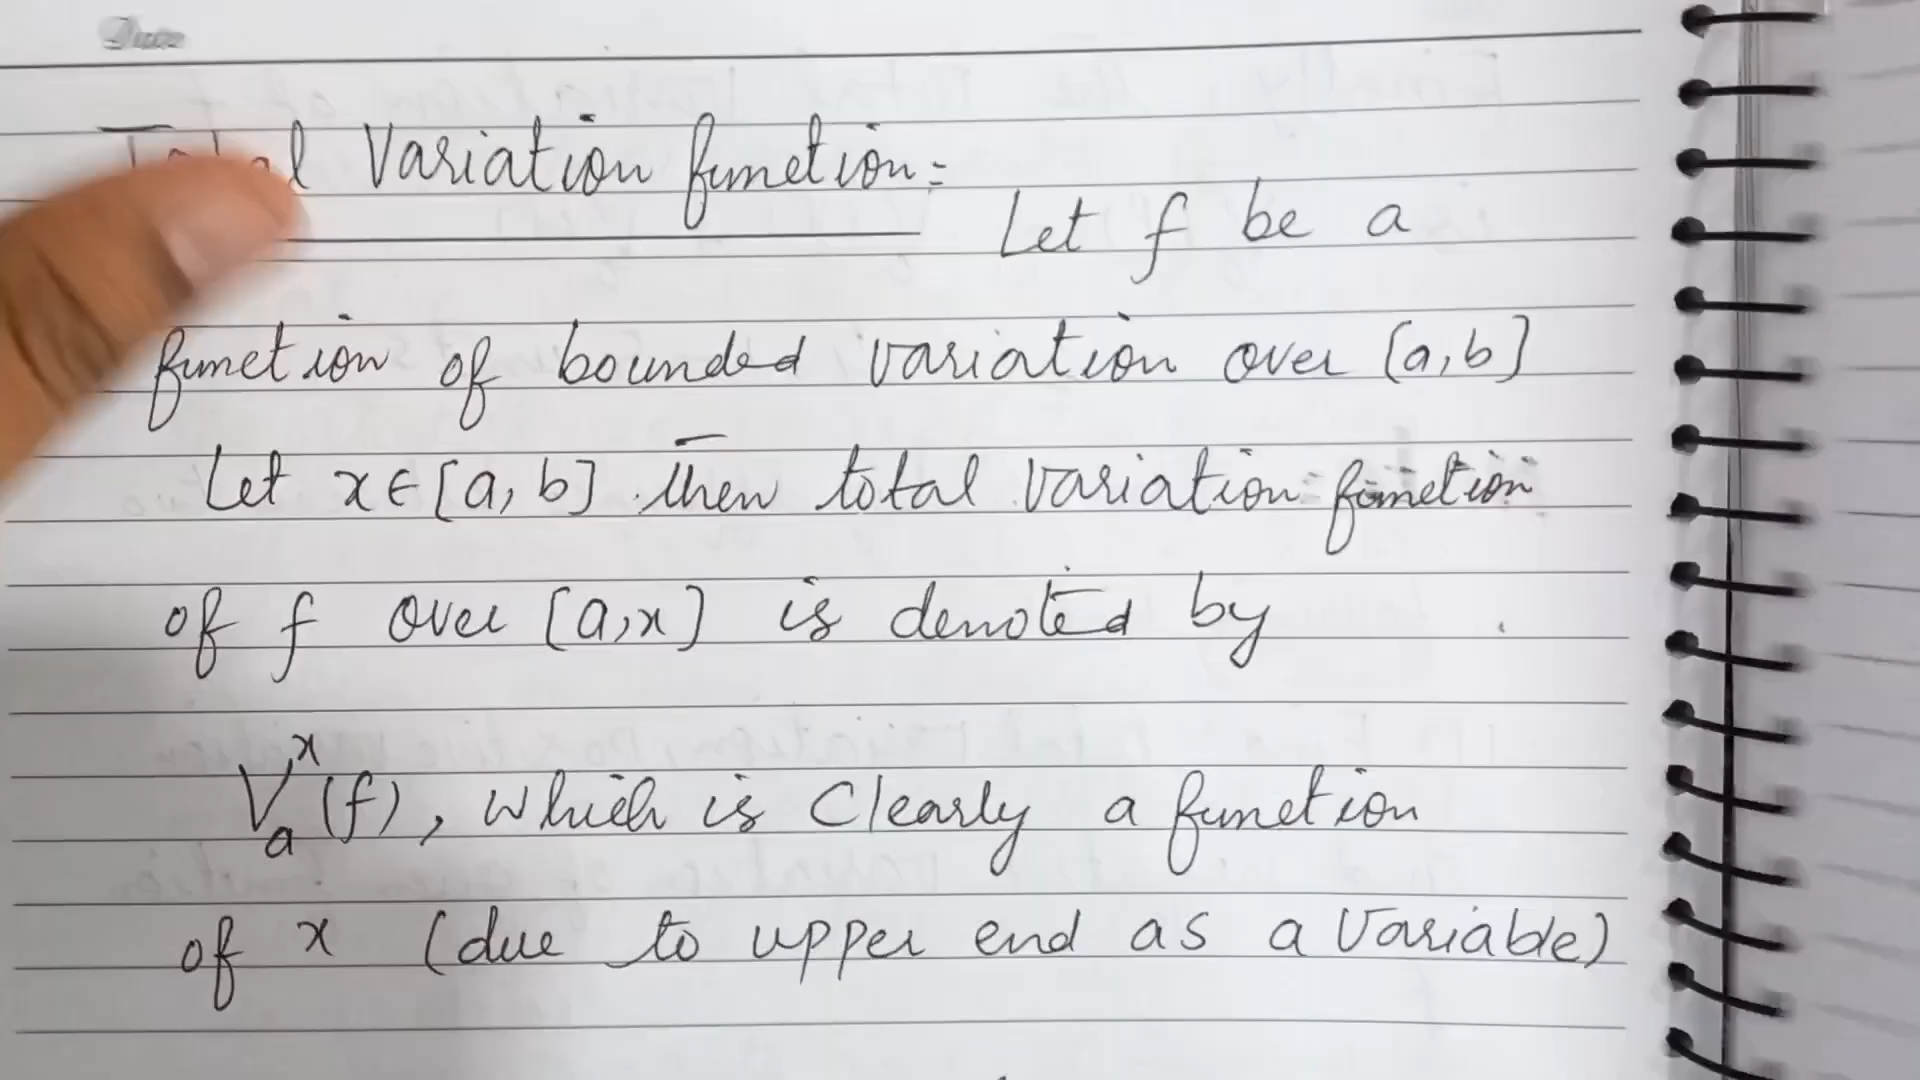 Total Variation function:-
Let f be a
function of bounded variation over [a,b]
Let x∈[a,b]. Then total variation function
of f over [a,x] is denoted by
V_a^x(f), which is Clearly a function
of x (due to upper end as a Variable)